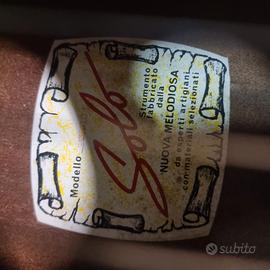 Modello
Solo
Strumento
fabbricato
dalla
NUOVA MELODIOSA
da esperti artigiani
con materiali selezionati
subito